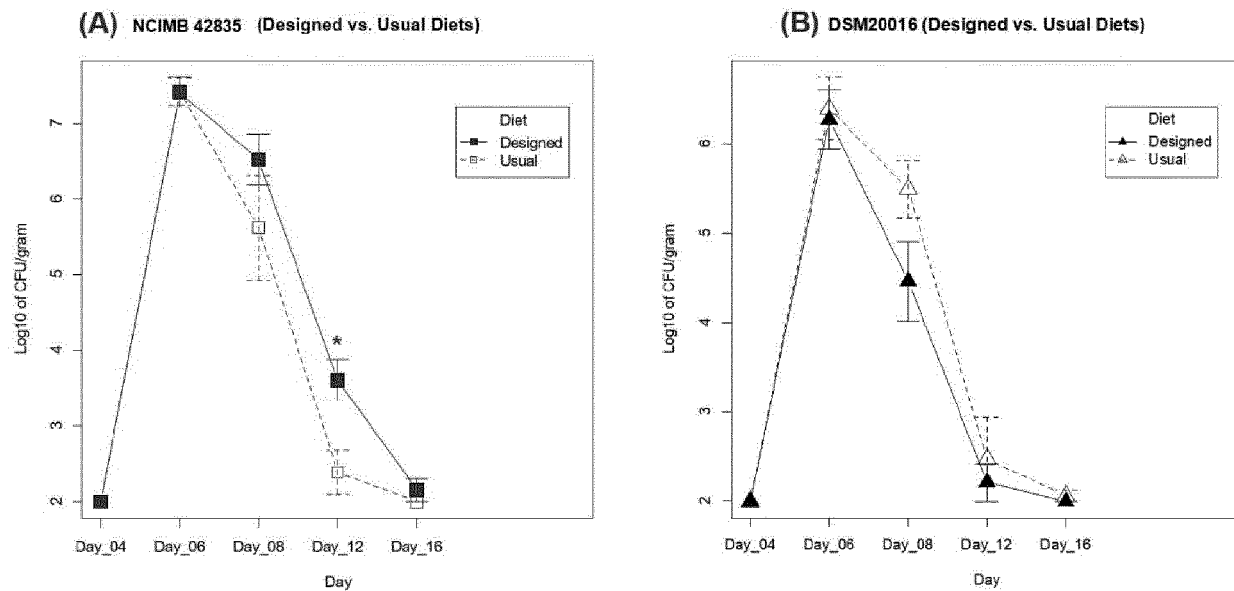 (A) NCIMB 42835 (Designed vs. Usual Diets)
Log10 of CFU/gram
7
6
5
4
3
2
Diet
Designed
Usual
*
Day_04 Day_06 Day_08 Day_12 Day_16
Day
(B) DSM20016 (Designed vs. Usual Diets)
Log10 of CFU/gram
6
5
4
3
2
Diet
Designed
Usual
Day_04 Day_06 Day_08 Day_12 Day_16
Day